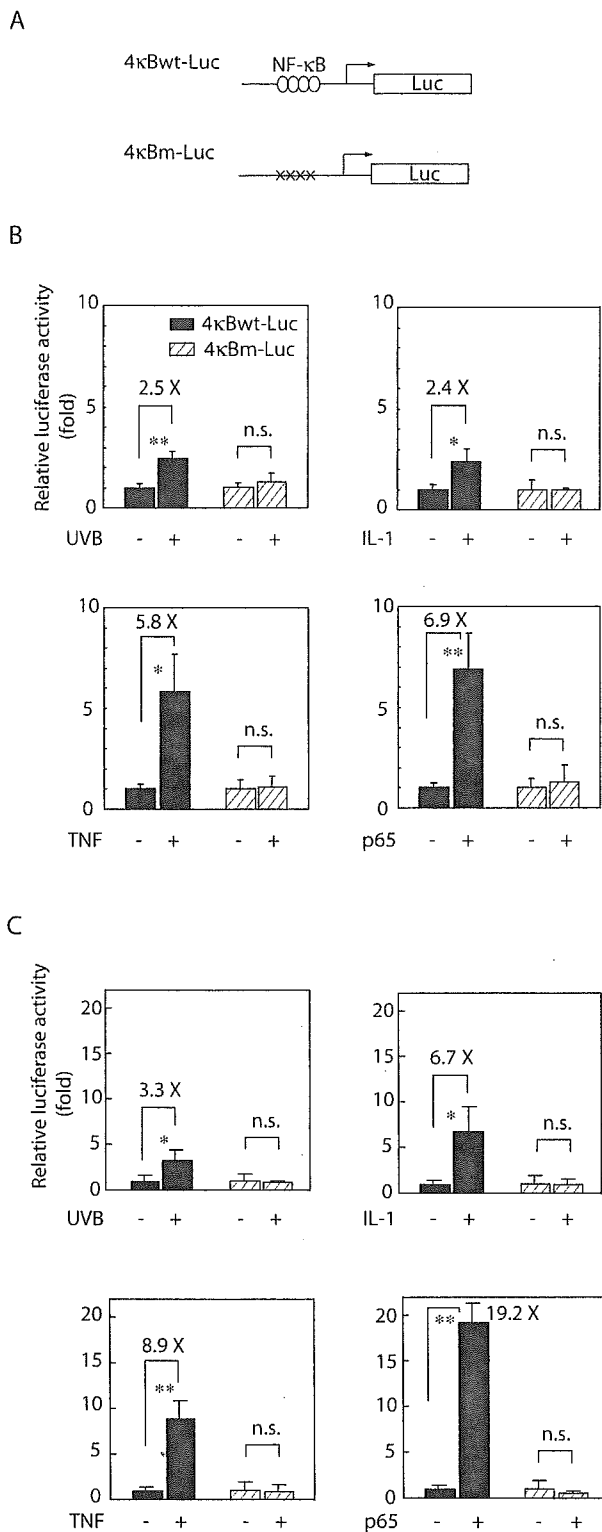 A
4κBwt-Luc
NF-κB
Luc
4κBm-Luc
xxxx
Luc
B
Relative luciferase activity
(fold)
10
5
0
4κBwt-Luc
4κBm-Luc
2.5 X
**
n.s.
UVB - + - +
10
5
0
2.4 X
*
n.s.
IL-1 - + - +
10
5
0
5.8 X
*
n.s.
TNF - + - +
10
5
0
6.9 X
**
n.s.
p65 - + - +
C
Relative luciferase activity
(fold)
20
15
10
5
0
3.3 X
*
n.s.
UVB - + - +
20
15
10
5
0
6.7 X
*
n.s.
IL-1 - + - +
20
15
10
5
0
8.9 X
**
n.s.
TNF - + - +
20
15
10
5
0
** 19.2 X
n.s.
p65 - + - +